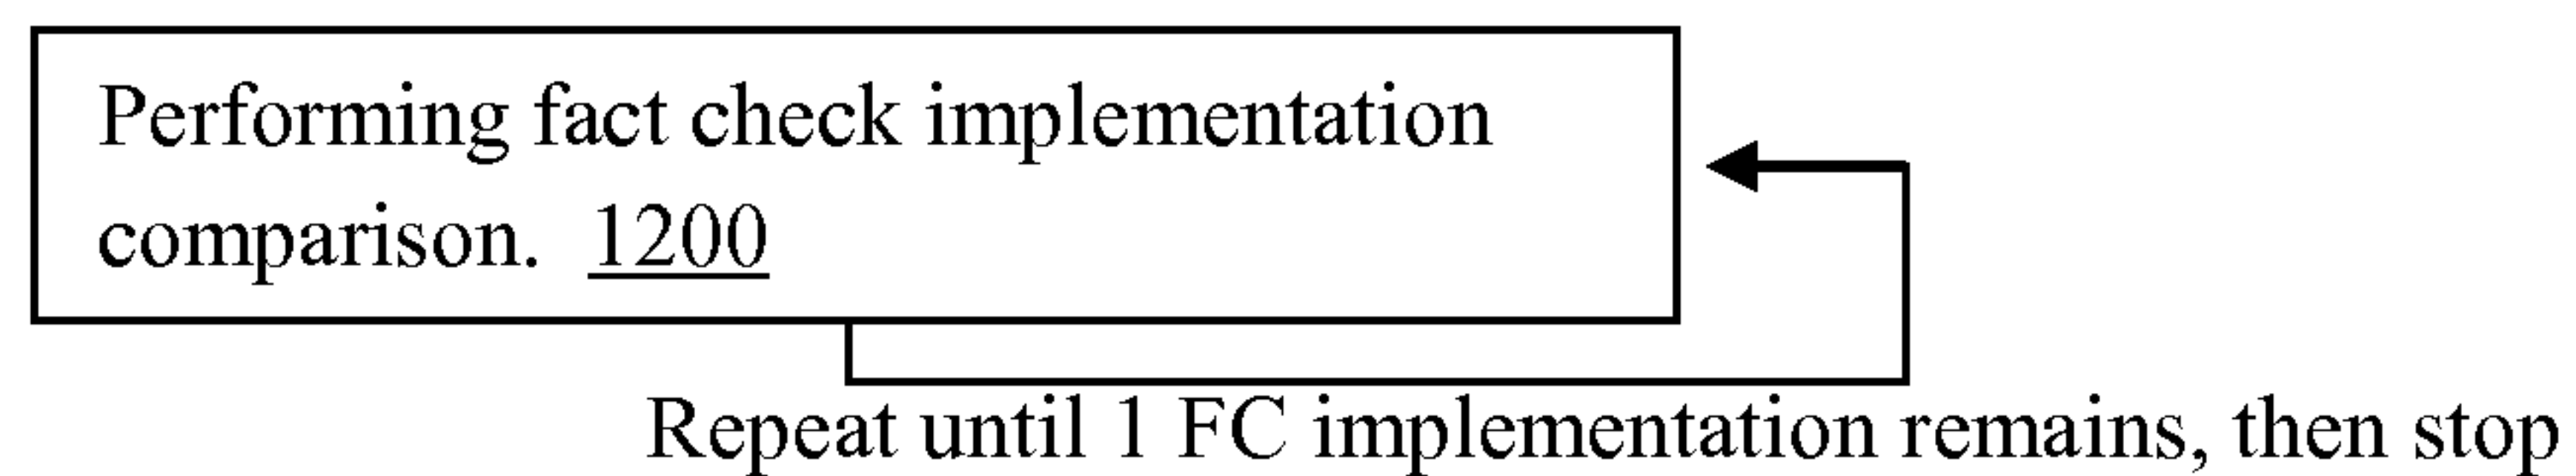 Performing fact check implementation
comparison. 1200
Repeat until 1 FC implementation remains, then stop